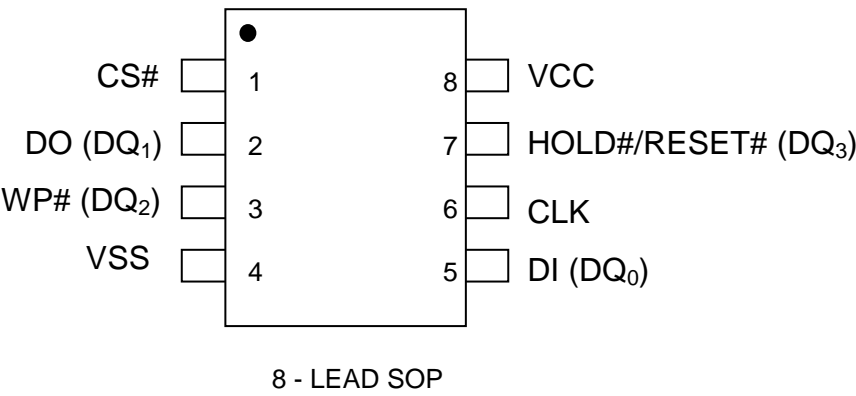 CS# 1 8 VCC
DO (DQ₁) 2 7 HOLD#/RESET# (DQ₃)
WP# (DQ₂) 3 6 CLK
VSS 4 5 DI (DQ₀)
8 - LEAD SOP